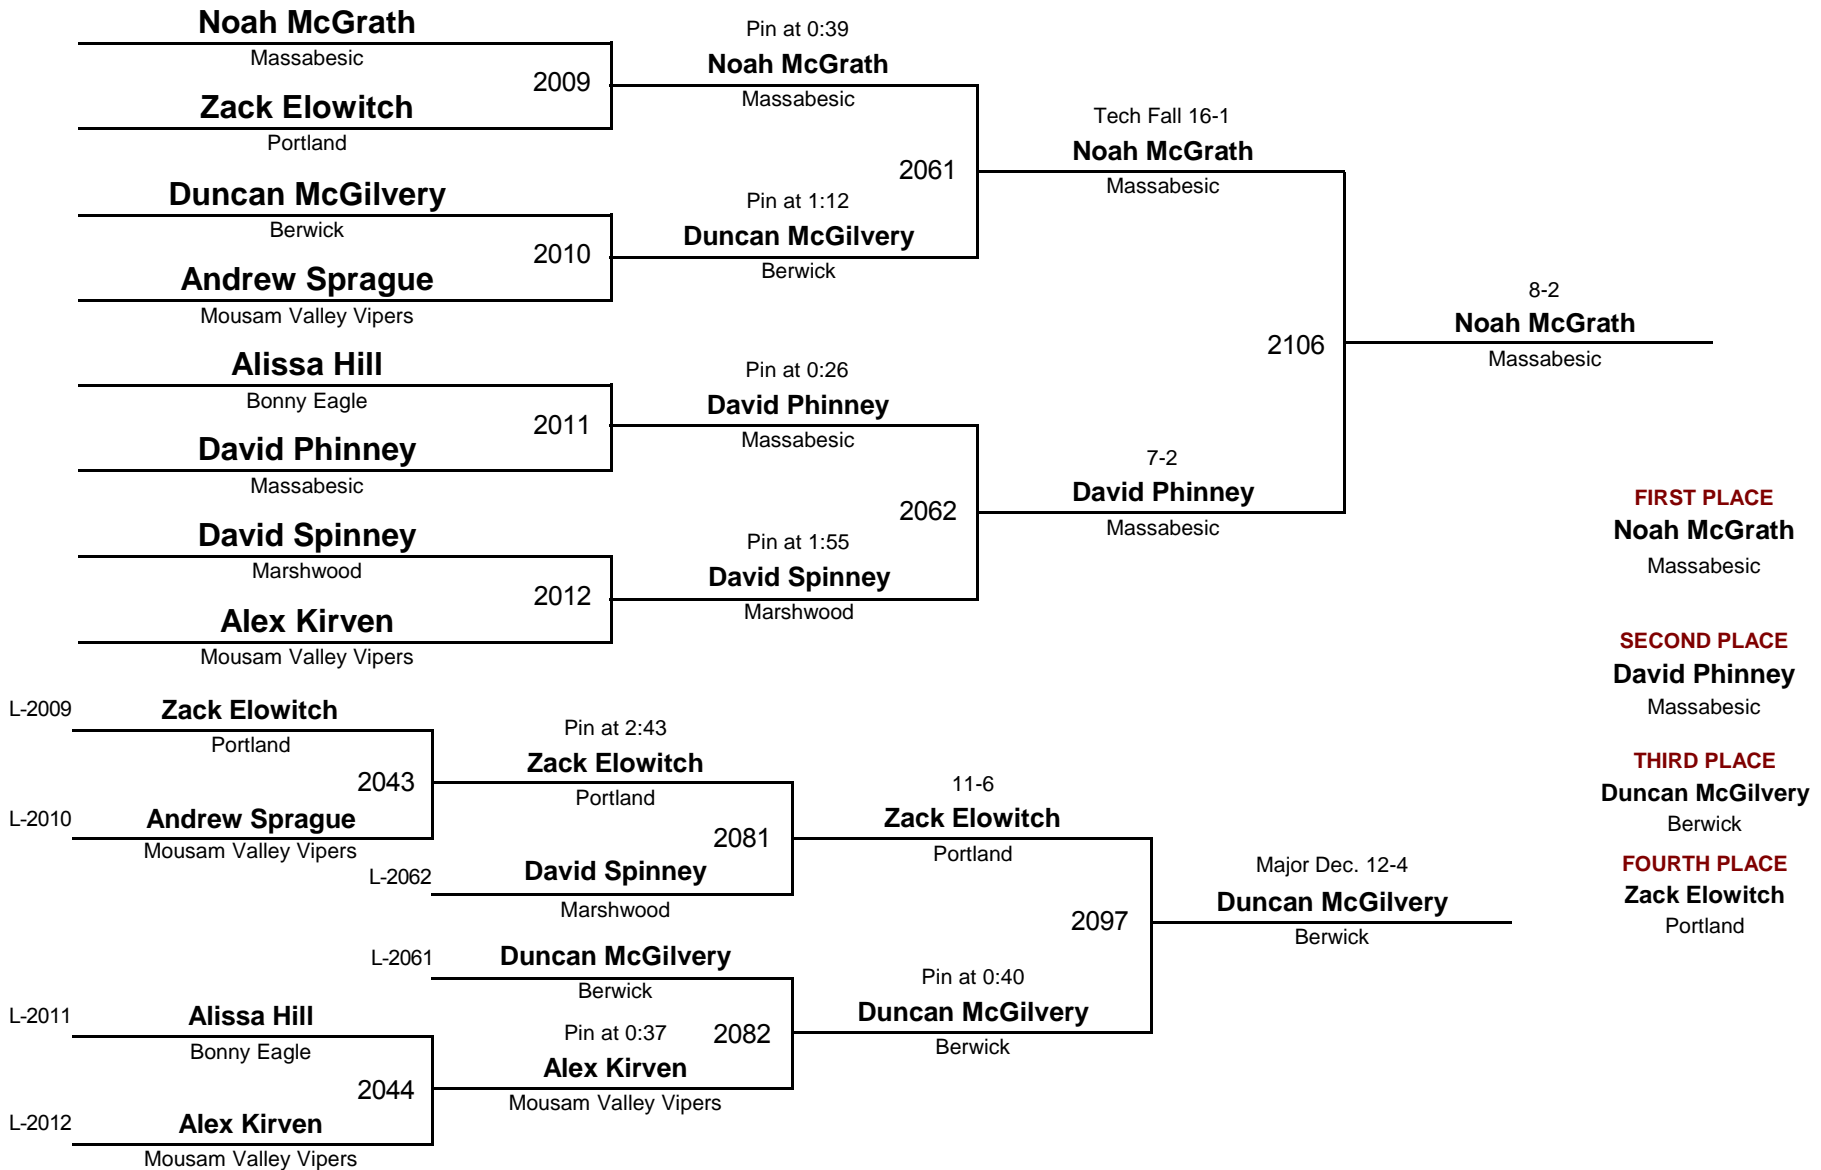 Noah McGrath
Massabesic
2009
Zack Elowitch
Portland
Pin at 0:39
Noah McGrath
Massabesic
Duncan McGilvery
Berwick
2010
Andrew Sprague
Mousam Valley Vipers
Pin at 1:12
Duncan McGilvery
Berwick
2061
Tech Fall 16-1
Noah McGrath
Massabesic
Alissa Hill
Bonny Eagle
2011
David Phinney
Massabesic
Pin at 0:26
David Phinney
Massabesic
David Spinney
Marshwood
2012
Alex Kirven
Mousam Valley Vipers
Pin at 1:55
David Spinney
Marshwood
2062
7-2
David Phinney
Massabesic
2106
8-2
Noah McGrath
Massabesic
FIRST PLACE
Noah McGrath
Massabesic
SECOND PLACE
David Phinney
Massabesic
THIRD PLACE
Duncan McGilvery
Berwick
FOURTH PLACE
Zack Elowitch
Portland
L-2009
Zack Elowitch
Portland
2043
L-2010
Andrew Sprague
Mousam Valley Vipers
Pin at 2:43
Zack Elowitch
Portland
2081
L-2062
David Spinney
Marshwood
11-6
Zack Elowitch
Portland
L-2061
Duncan McGilvery
Berwick
L-2011
Alissa Hill
Bonny Eagle
2044
L-2012
Alex Kirven
Mousam Valley Vipers
Pin at 0:37
2082
Alex Kirven
Mousam Valley Vipers
Pin at 0:40
Duncan McGilvery
Berwick
2097
Major Dec. 12-4
Duncan McGilvery
Berwick